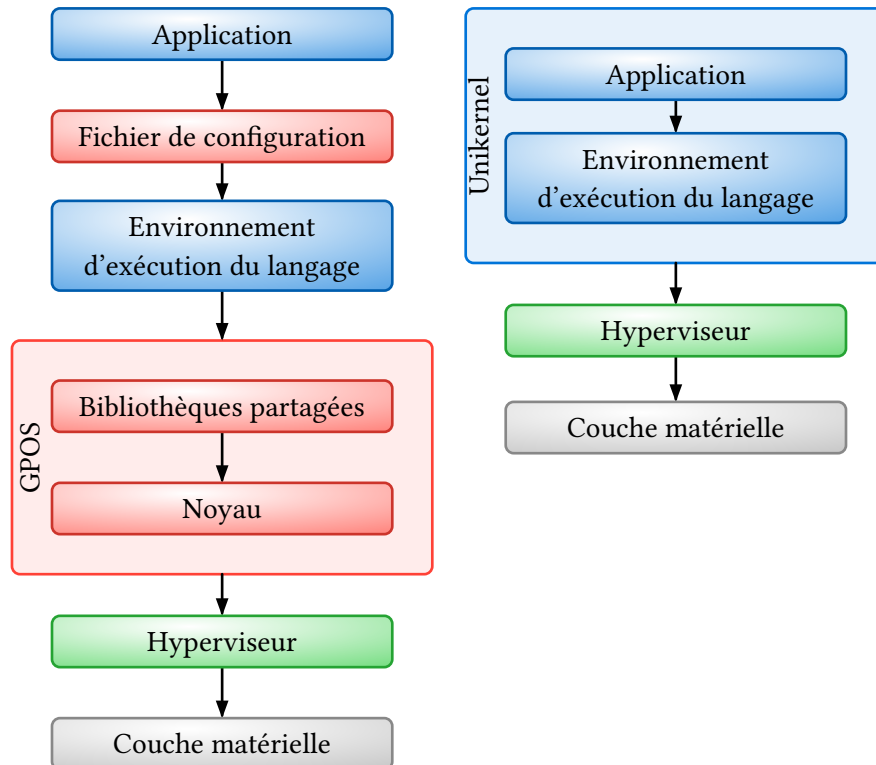 Application
Fichier de configuration
Environnement
d'exécution du langage
GPOS
Bibliothèques partagées
Noyau
Hyperviseur
Couche matérielle
Unikernel
Application
Environnement
d'exécution du langage
Hyperviseur
Couche matérielle